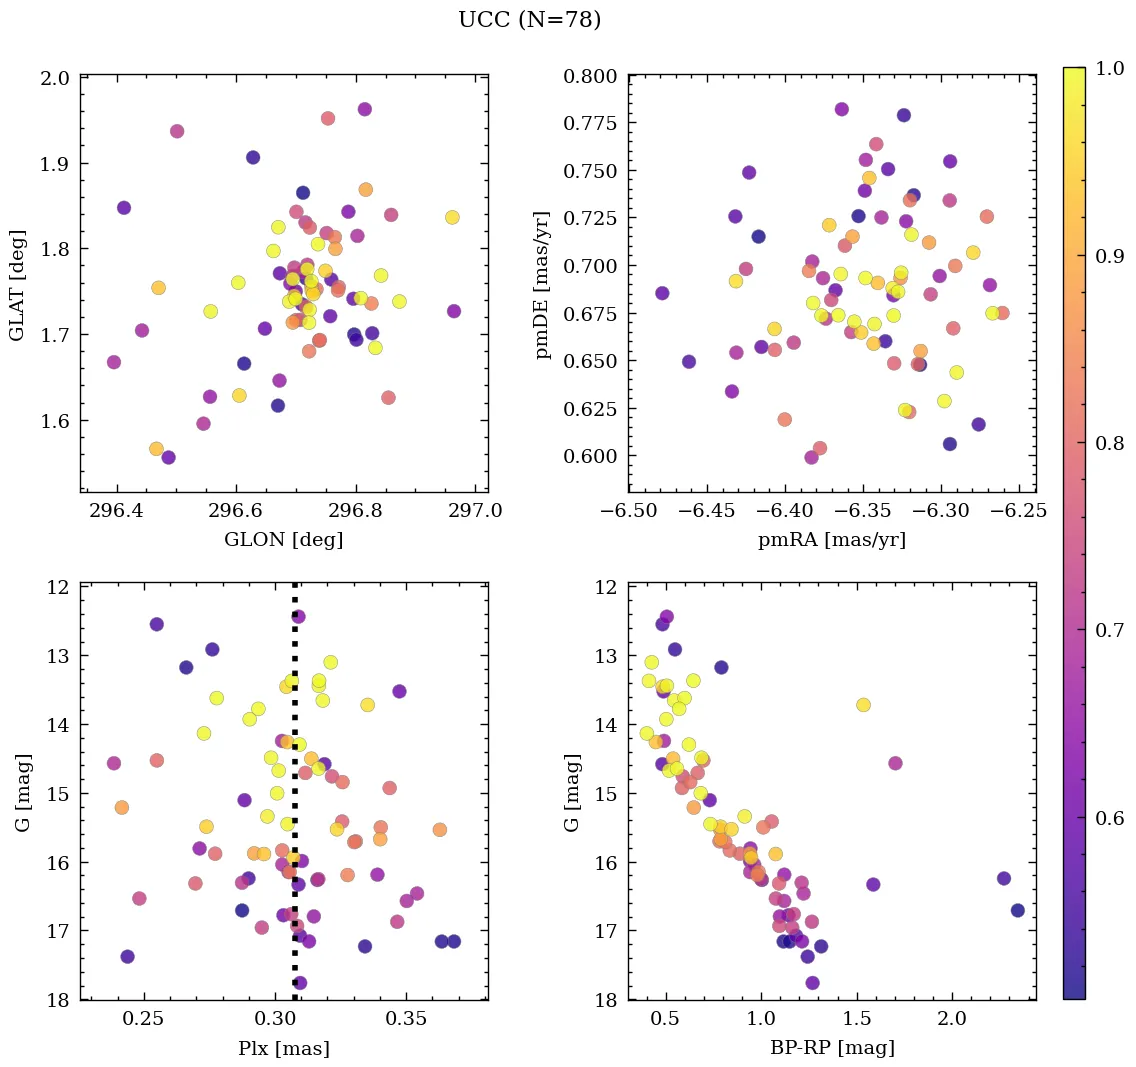 UCC (N=78)
2.0
1.9
1.8
1.7
1.6
GLAT [deg]
296.4 296.6 296.8 297.0
GLON [deg]
0.800
0.775
0.750
0.725
0.700
0.675
0.650
0.625
0.600
pmDE [mas/yr]
−6.50 −6.45 −6.40 −6.35 −6.30 −6.25
pmRA [mas/yr]
12
13
14
15
16
17
18
G [mag]
0.25 0.30 0.35
Plx [mas]
12
13
14
15
16
17
18
G [mag]
0.5 1.0 1.5 2.0
BP-RP [mag]
1.0
0.9
0.8
0.7
0.6